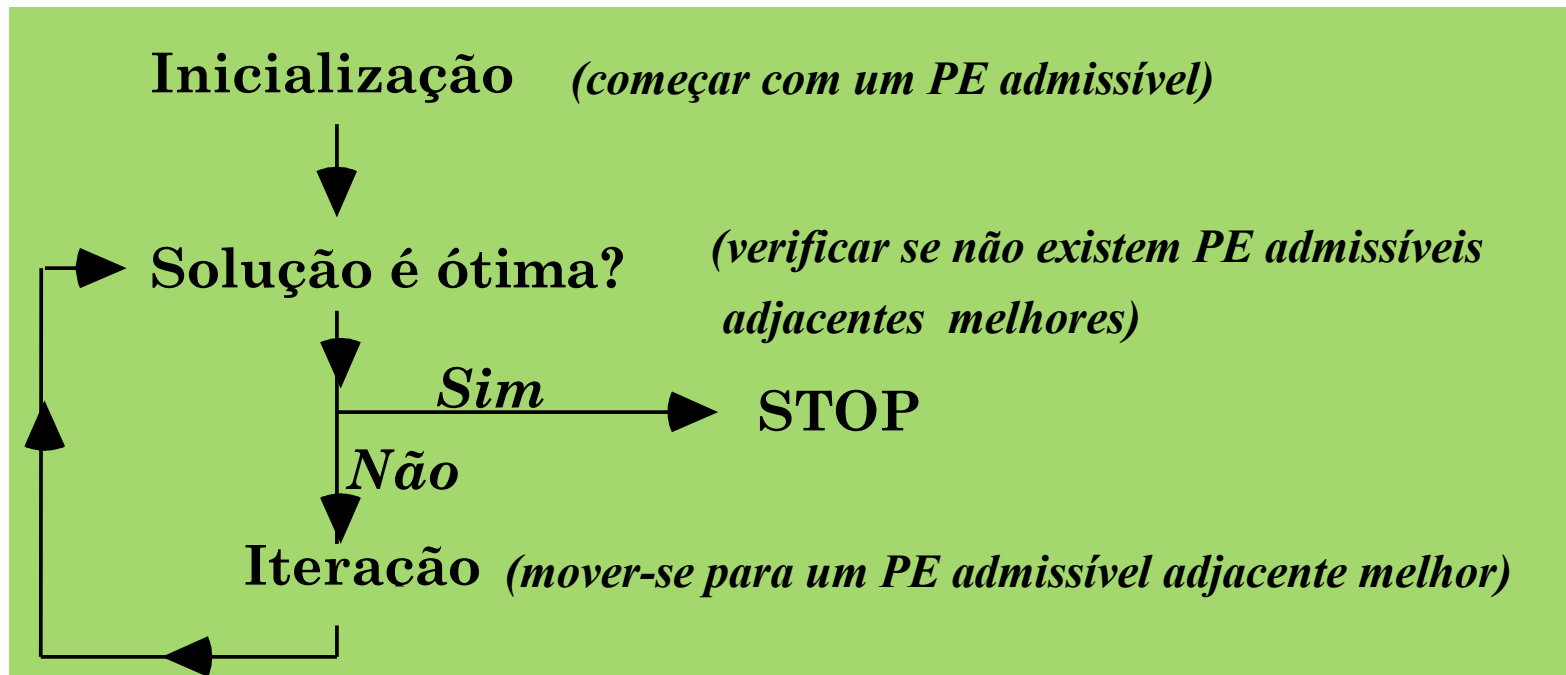 Inicialização (começar com um PE admissível)
Solução é ótima? (verificar se não existem PE admissíveis
adjacentes melhores)
Sim
STOP
Não
Iteracão (mover-se para um PE admissível adjacente melhor)